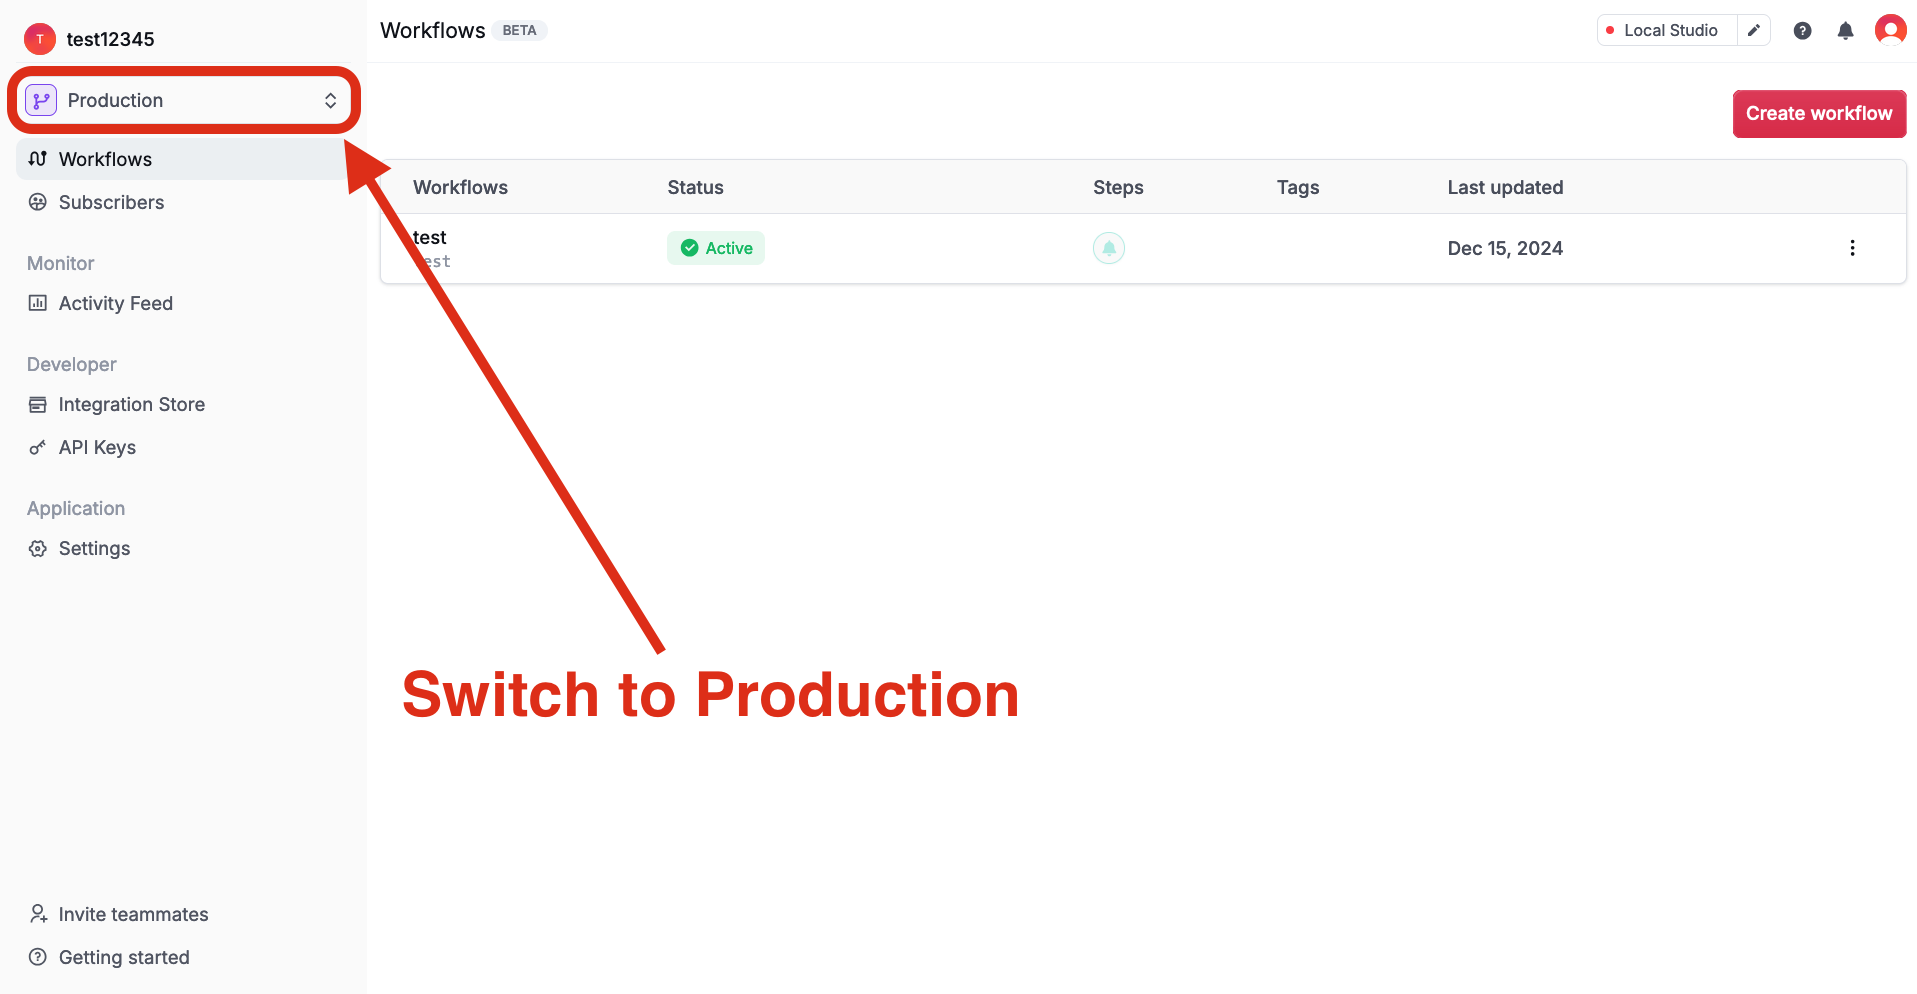 T test12345
Production
Workflows
Subscribers
Monitor
Activity Feed
Developer
Integration Store
API Keys
Application
Settings
Invite teammates
Getting started
Workflows BETA
Local Studio
Create workflow
Workflows Status Steps Tags Last updated
test Active Dec 15, 2024
Switch to Production